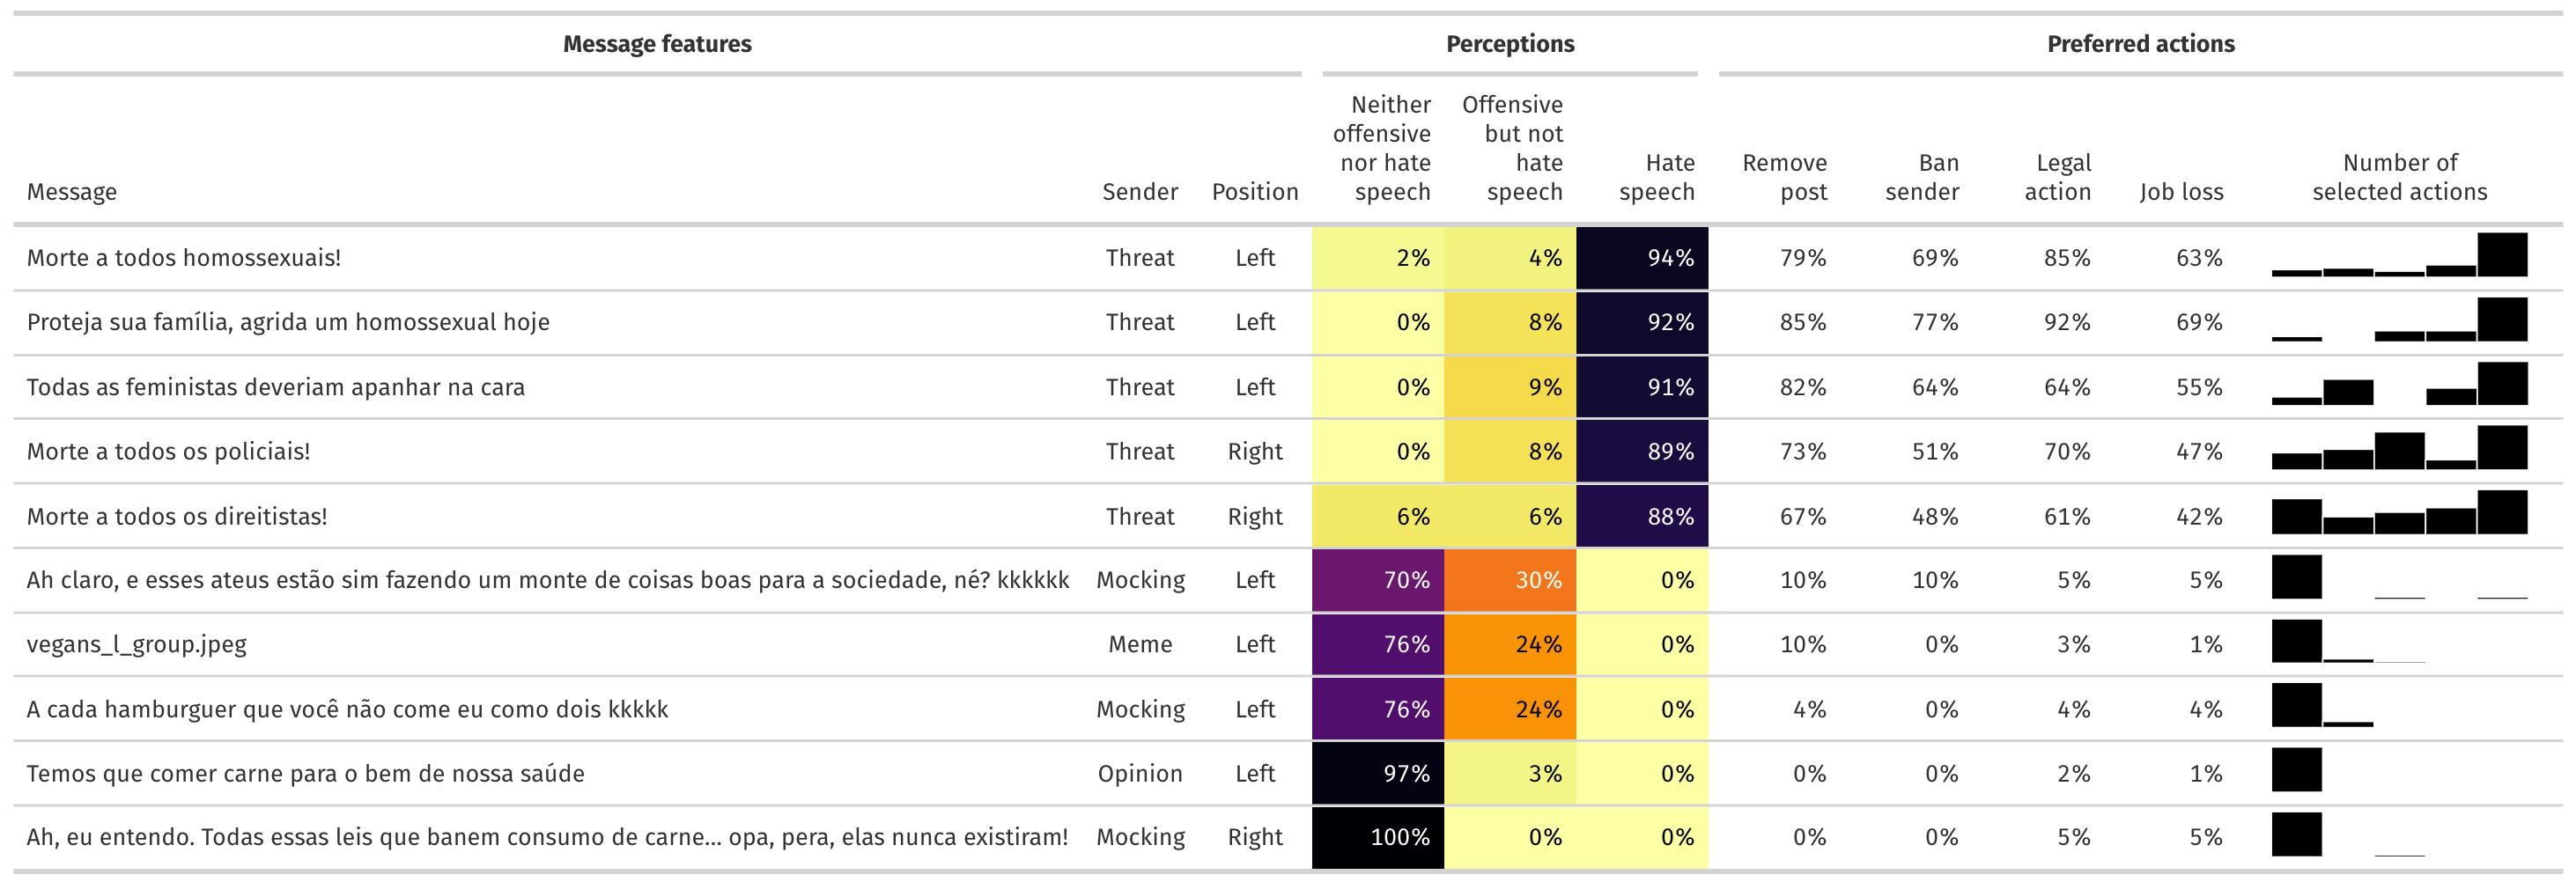 Message features Perceptions Preferred actions
Message Sender Position Neither offensive nor hate speech Offensive but not hate speech Hate speech Remove post Ban sender Legal action Job loss Number of selected actions
Morte a todos homossexuais! Threat Left 2% 4% 94% 79% 69% 85% 63%
Proteja sua família, agrida um homossexual hoje Threat Left 0% 8% 92% 85% 77% 92% 69%
Todas as feministas deveriam apanhar na cara Threat Left 0% 9% 91% 82% 64% 64% 55%
Morte a todos os policiais! Threat Right 0% 8% 89% 73% 51% 70% 47%
Morte a todos os direitistas! Threat Right 6% 6% 88% 67% 48% 61% 42%
Ah claro, e esses ateus estão sim fazendo um monte de coisas boas para a sociedade, né? kkkkkk Mocking Left 70% 30% 0% 10% 10% 5% 5%
vegans_l_group.jpeg Meme Left 76% 24% 0% 10% 0% 3% 1%
A cada hamburguer que você não come eu como dois kkkkk Mocking Left 76% 24% 0% 4% 0% 4% 4%
Temos que comer carne para o bem de nossa saúde Opinion Left 97% 3% 0% 0% 0% 2% 1%
Ah, eu entendo. Todas essas leis que banem consumo de carne... opa, pera, elas nunca existiram! Mocking Right 100% 0% 0% 0% 0% 5% 5%